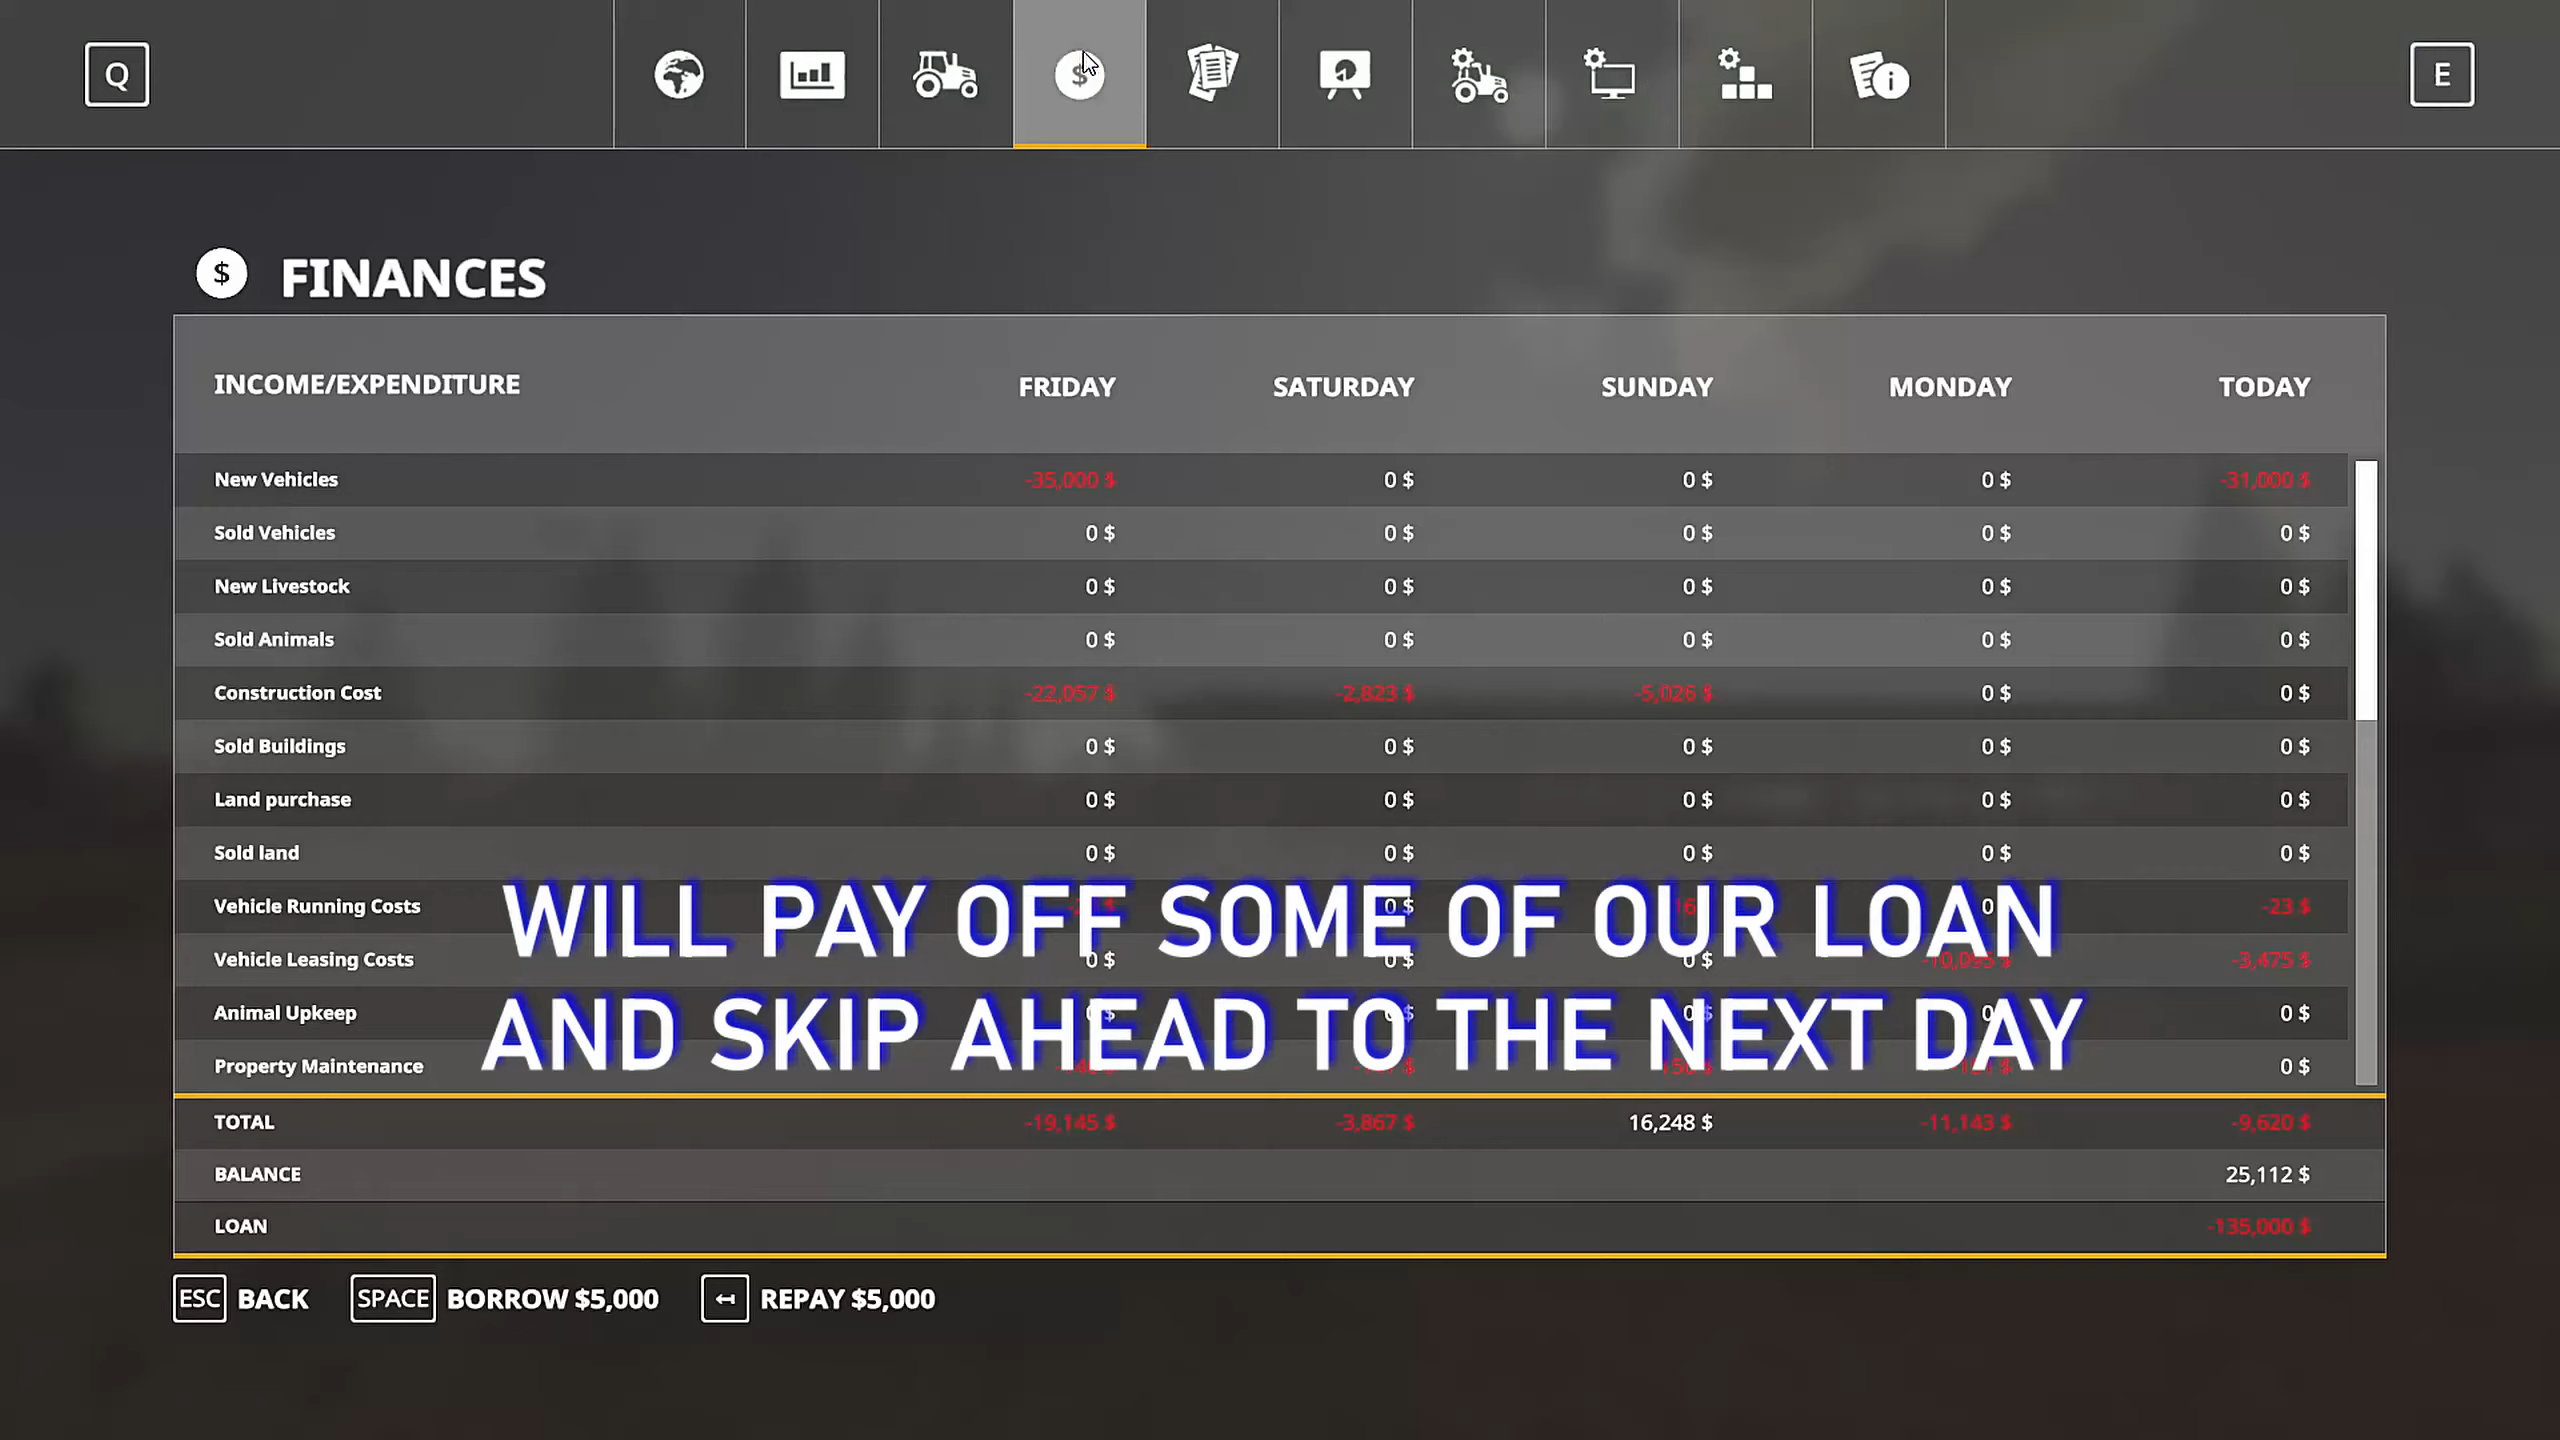 Q
E
$ FINANCES
INCOME/EXPENDITURE FRIDAY SATURDAY SUNDAY MONDAY TODAY
New Vehicles -35,000 $ 0 $ 0 $ 0 $ -31,000 $
Sold Vehicles 0 $ 0 $ 0 $ 0 $ 0 $
New Livestock 0 $ 0 $ 0 $ 0 $ 0 $
Sold Animals 0 $ 0 $ 0 $ 0 $ 0 $
Construction Cost -22,057 $ -2,823 $ -5,026 $ 0 $ 0 $
Sold Buildings 0 $ 0 $ 0 $ 0 $ 0 $
Land purchase 0 $ 0 $ 0 $ 0 $ 0 $
Sold land 0 $ 0 $ 0 $ 0 $ 0 $
Vehicle Running Costs 0 $ -23 $
WILL PAY OFF SOME OF OUR LOAN
Vehicle Leasing Costs 0 $ 0 $ 0 $ -10,095 $ -3,475 $
Animal Upkeep 0 $
AND SKIP AHEAD TO THE NEXT DAY
Property Maintenance 0 $
TOTAL -19,145 $ -3,867 $ 16,248 $ -11,143 $ -9,620 $
BALANCE 25,112 $
LOAN -135,000 $
ESC BACK SPACE BORROW $5,000 REPAY $5,000